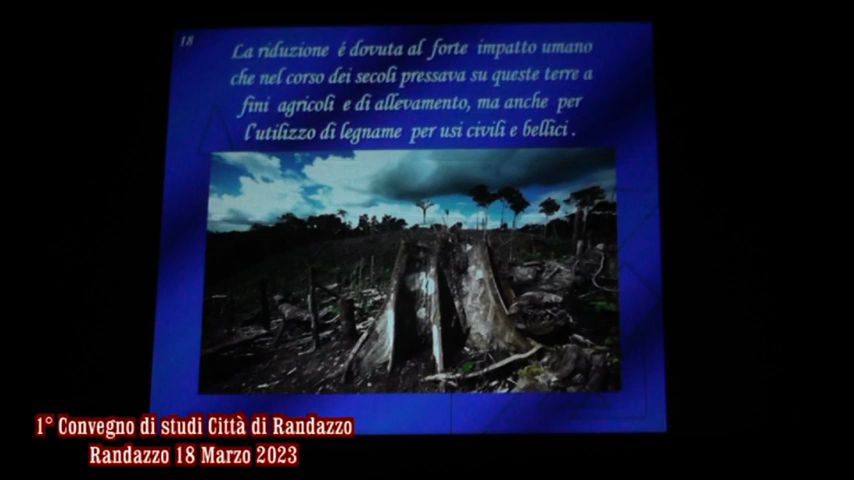 18
La riduzione é dovuta al forte impatto umano
che nel corso dei secoli pressava su queste terre a
fini agricoli e di allevamento, ma anche per
l'utilizzo di legname per usi civili e bellici .
1° Convegno di studi Città di Randazzo
Randazzo 18 Marzo 2023